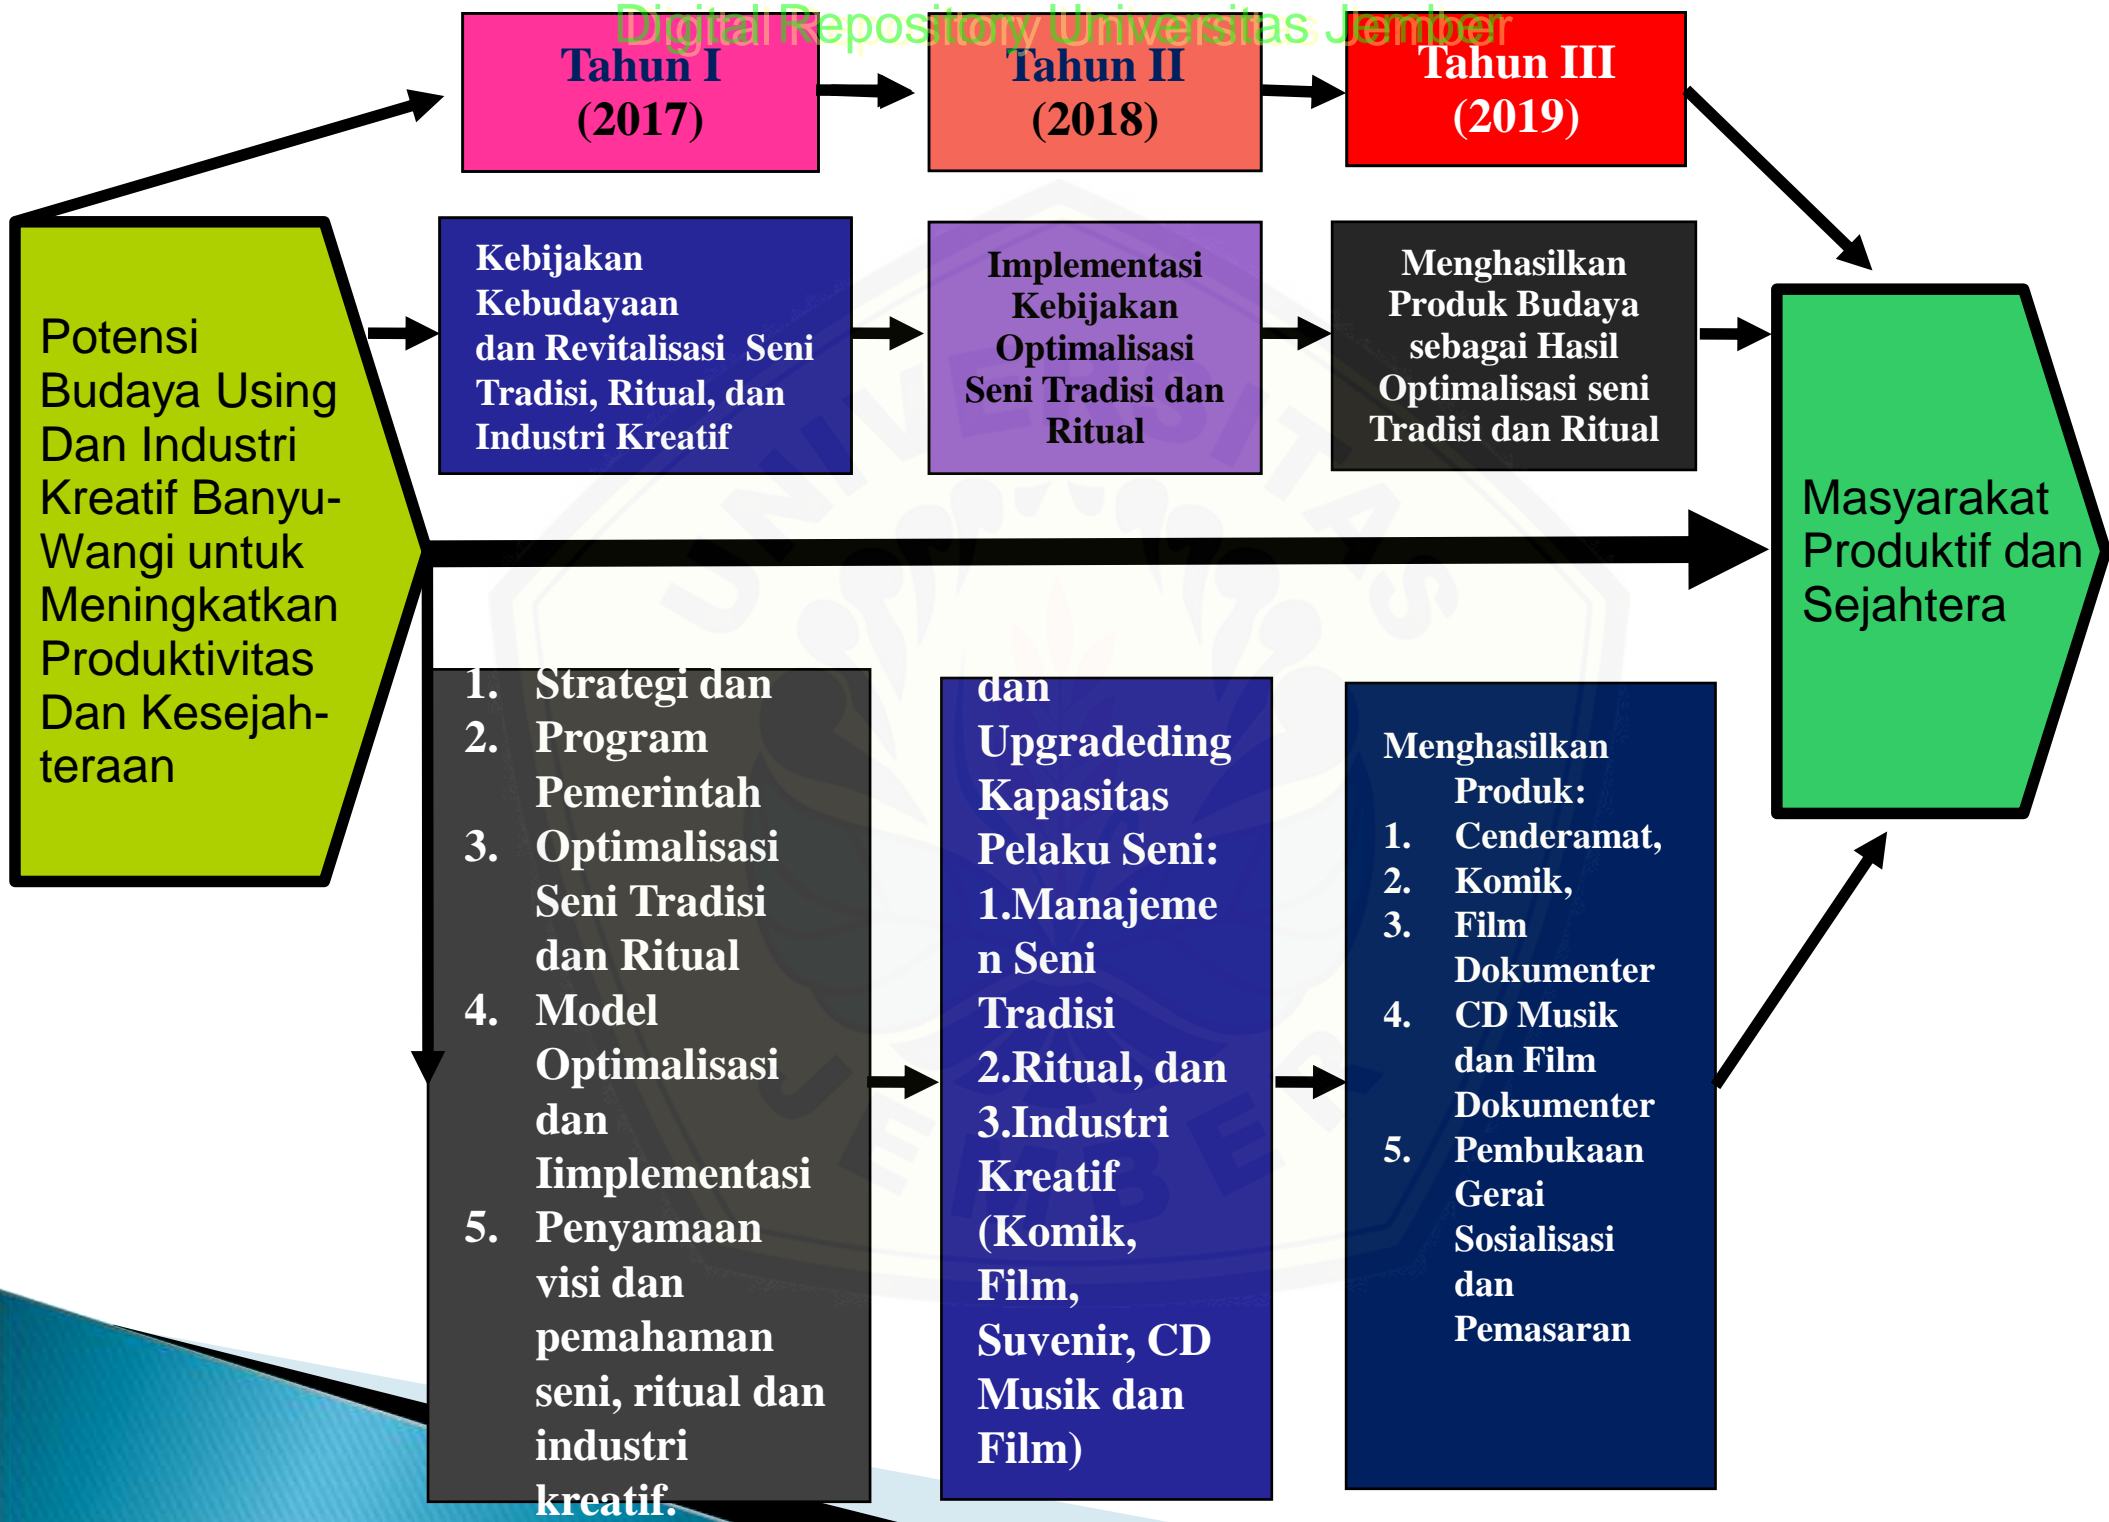 Digital Repository Universitas Jember
Tahun I
(2017)
Tahun II
(2018)
Tahun III
(2019)
Potensi
Budaya Using
Dan Industri
Kreatif Banyu-
Wangi untuk
Meningkatkan
Produktivitas
Dan Kesejah-
teraan
Kebijakan
Kebudayaan
dan Revitalisasi Seni
Tradisi, Ritual, dan
Industri Kreatif
Implementasi
Kebijakan
Optimalisasi
Seni Tradisi dan
Ritual
Menghasilkan
Produk Budaya
sebagai Hasil
Optimalisasi seni
Tradisi dan Ritual
Masyarakat
Produktif dan
Sejahtera
1. Strategi dan
2. Program
Pemerintah
3. Optimalisasi
Seni Tradisi
dan Ritual
4. Model
Optimalisasi
dan
Iimplementasi
5. Penyamaan
visi dan
pemahaman
seni, ritual dan
industri
kreatif.
dan
Upgradeding
Kapasitas
Pelaku Seni:
1.Manajeme
n Seni
Tradisi
2.Ritual, dan
3.Industri
Kreatif
(Komik,
Film,
Suvenir, CD
Musik dan
Film)
Menghasilkan
Produk:
1. Cenderamat,
2. Komik,
3. Film
Dokumenter
4. CD Musik
dan Film
Dokumenter
5. Pembukaan
Gerai
Sosialisasi
dan
Pemasaran
UNIVERSITAS
JEMBER